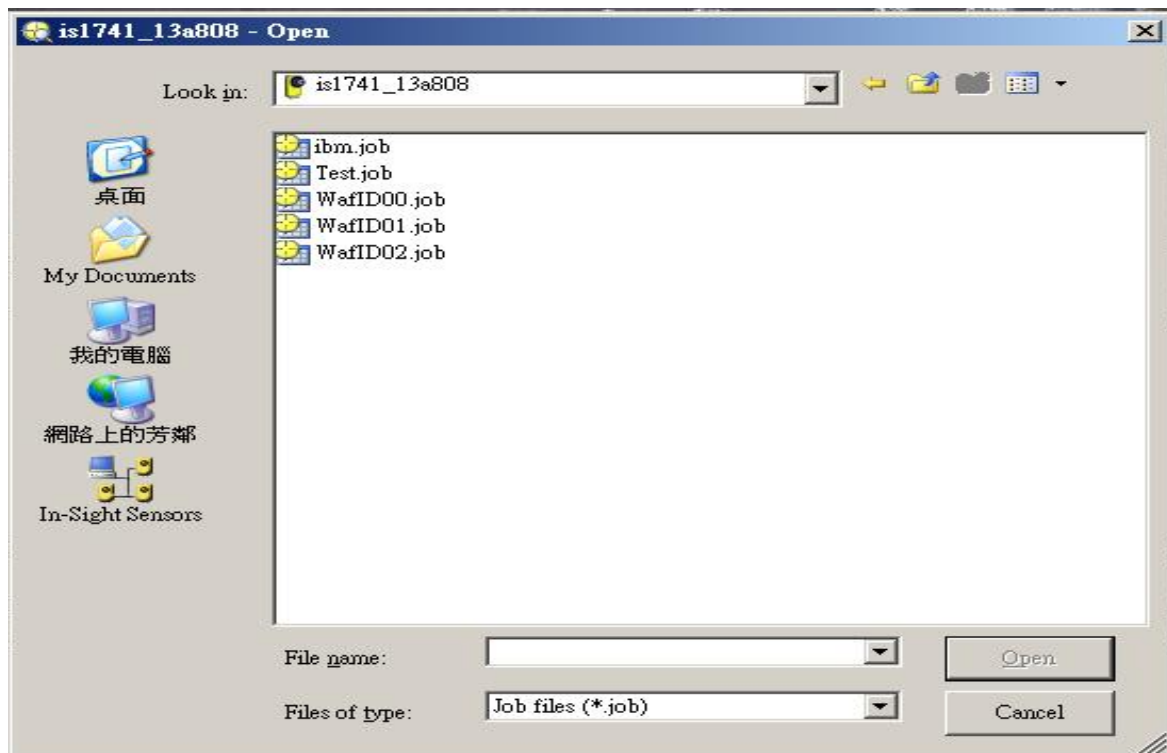 is1741_13a808 - Open
Look in:
is1741_13a808
ibm.job
Test.job
WafID00.job
WafID01.job
WafID02.job
桌面
My Documents
我的電腦
網路上的芳鄰
In-Sight Sensors
File name:
Open
Files of type:
Job files (*.job)
Cancel